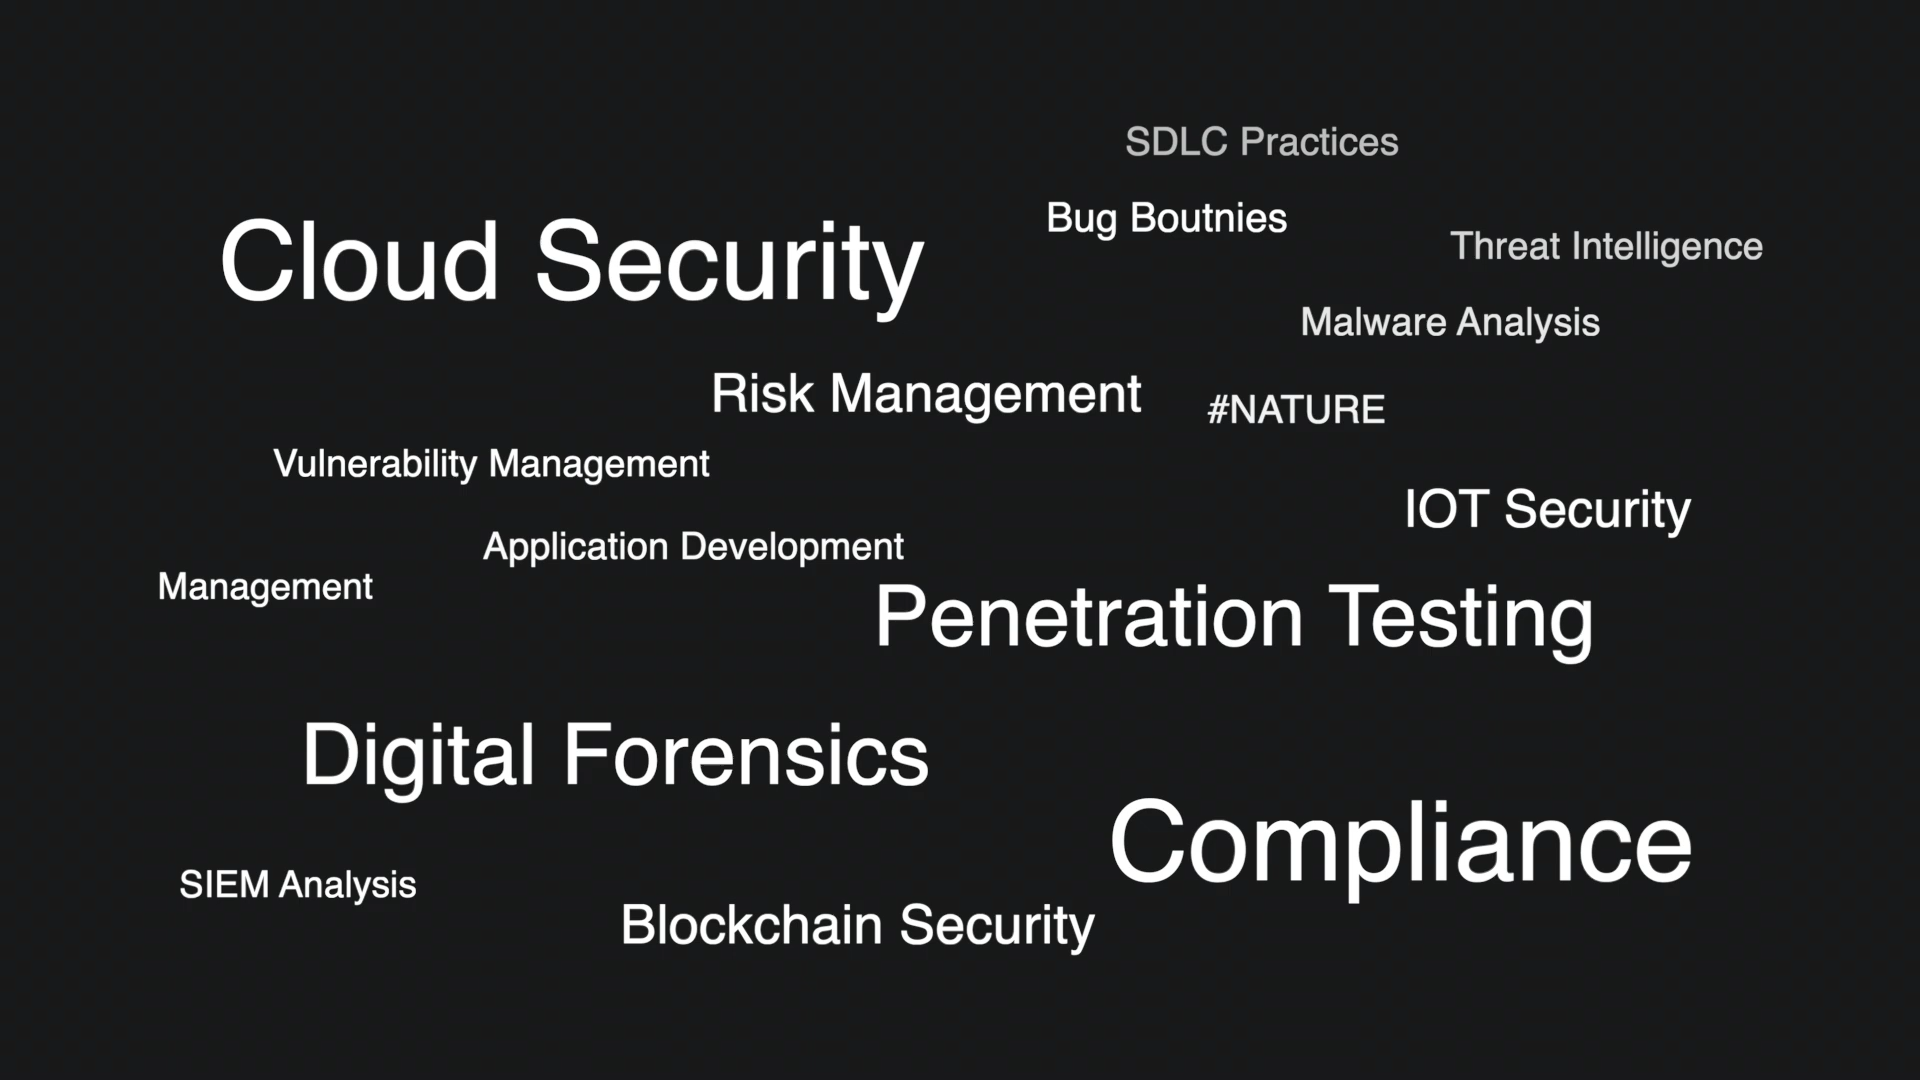 SDLC Practices
Bug Boutnies
Cloud Security
Threat Intelligence
Malware Analysis
Risk Management
#NATURE
Vulnerability Management
IOT Security
Application Development
Management
Penetration Testing
Digital Forensics
Compliance
SIEM Analysis
Blockchain Security